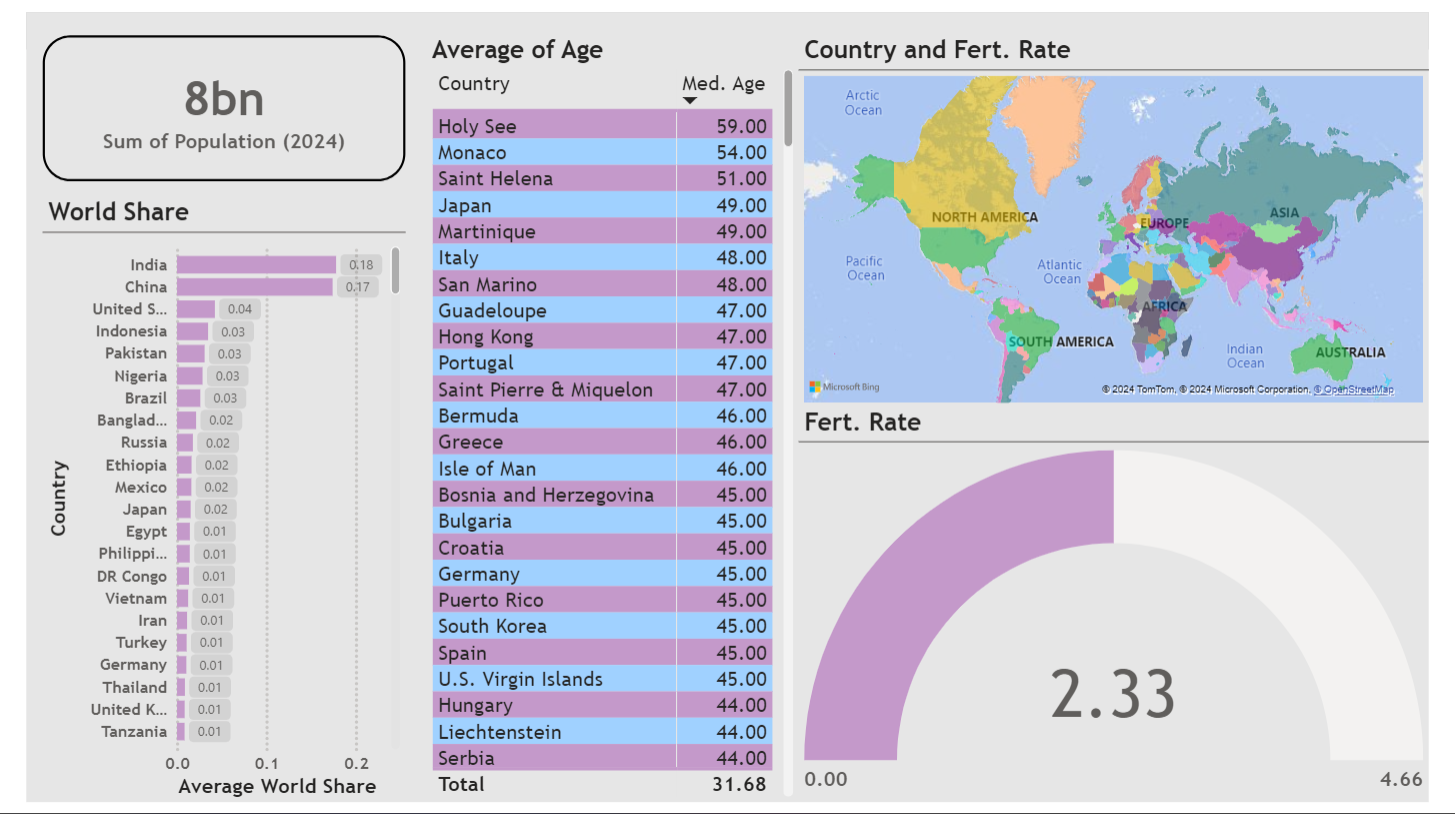 8bn
Sum of Population (2024)
World Share
Country
India 0.18
China 0.17
United S... 0.04
Indonesia 0.03
Pakistan 0.03
Nigeria 0.03
Brazil 0.03
Banglad... 0.02
Russia 0.02
Ethiopia 0.02
Mexico 0.02
Japan 0.02
Egypt 0.01
Philippi... 0.01
DR Congo 0.01
Vietnam 0.01
Iran 0.01
Turkey 0.01
Germany 0.01
Thailand 0.01
United K... 0.01
Tanzania 0.01
0.0 0.1 0.2
Average World Share
Average of Age
Country Med. Age
Holy See 59.00
Monaco 54.00
Saint Helena 51.00
Japan 49.00
Martinique 49.00
Italy 48.00
San Marino 48.00
Guadeloupe 47.00
Hong Kong 47.00
Portugal 47.00
Saint Pierre & Miquelon 47.00
Bermuda 46.00
Greece 46.00
Isle of Man 46.00
Bosnia and Herzegovina 45.00
Bulgaria 45.00
Croatia 45.00
Germany 45.00
Puerto Rico 45.00
South Korea 45.00
Spain 45.00
U.S. Virgin Islands 45.00
Hungary 44.00
Liechtenstein 44.00
Serbia 44.00
Total 31.68
Country and Fert. Rate
Arctic
Ocean
NORTH AMERICA
EUROPE
ASIA
Pacific
Ocean
Atlantic
Ocean
AFRICA
SOUTH AMERICA
Indian
Ocean
AUSTRALIA
Microsoft Bing
© 2024 TomTom, © 2024 Microsoft Corporation, © OpenStreetMap
Fert. Rate
2.33
0.00 4.66